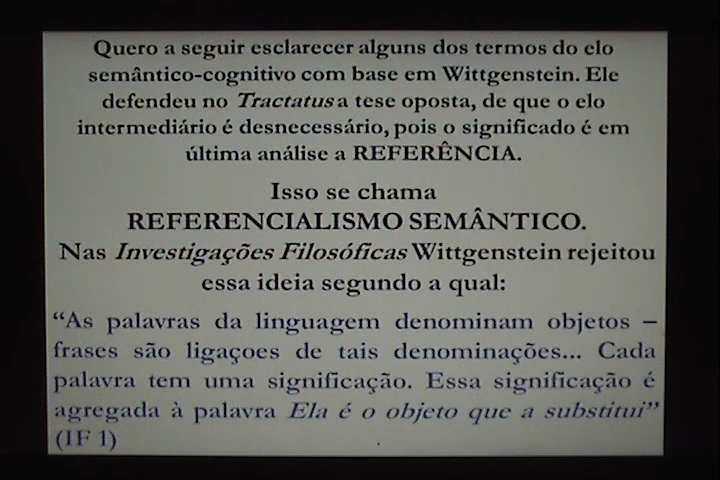 Quero a seguir esclarecer alguns dos termos do elo
semântico-cognitivo com base em Wittgenstein. Ele
defendeu no Tractatus a tese oposta, de que o elo
intermediário é desnecessário, pois o significado é em
última análise a REFERÊNCIA.
Isso se chama
REFERENCIALISMO SEMÂNTICO.
Nas Investigações Filosóficas Wittgenstein rejeitou
essa ideia segundo a qual:
“As palavras da linguagem denominam objetos –
frases são ligaçoes de tais denominações... Cada
palavra tem uma significação. Essa significação é
agregada à palavra Ela é o objeto que a substitui”
(IF 1)